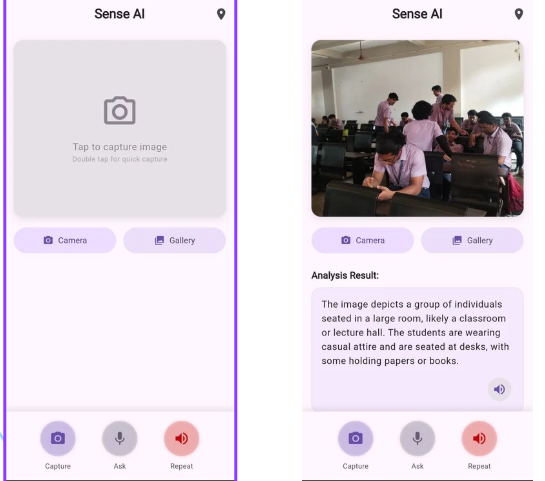 Sense AI
Tap to capture image
Double tap for quick capture
Camera
Gallery
Capture
Ask
Repeat
Sense AI
Camera
Gallery
Analysis Result:
The image depicts a group of individuals
seated in a large room, likely a classroom
or lecture hall. The students are wearing
casual attire and are seated at desks, with
some holding papers or books.
Capture
Ask
Repeat